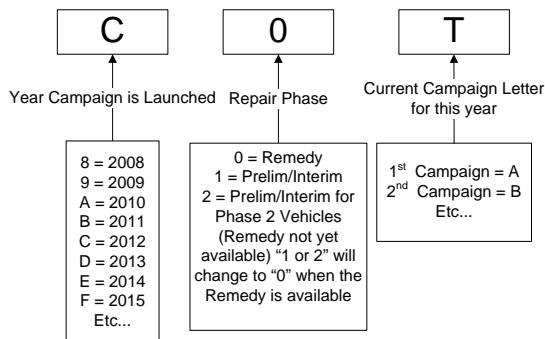 C 0 T
Year Campaign is Launched
Repair Phase
Current Campaign Letter
for this year
8 = 2008
9 = 2009
A = 2010
B = 2011
C = 2012
D = 2013
E = 2014
F = 2015
Etc...
0 = Remedy
1 = Prelim/Interim
2 = Prelim/Interim for
Phase 2 Vehicles
(Remedy not yet
available) “1 or 2” will
change to “0” when the
Remedy is available
1st Campaign = A
2nd Campaign = B
Etc...